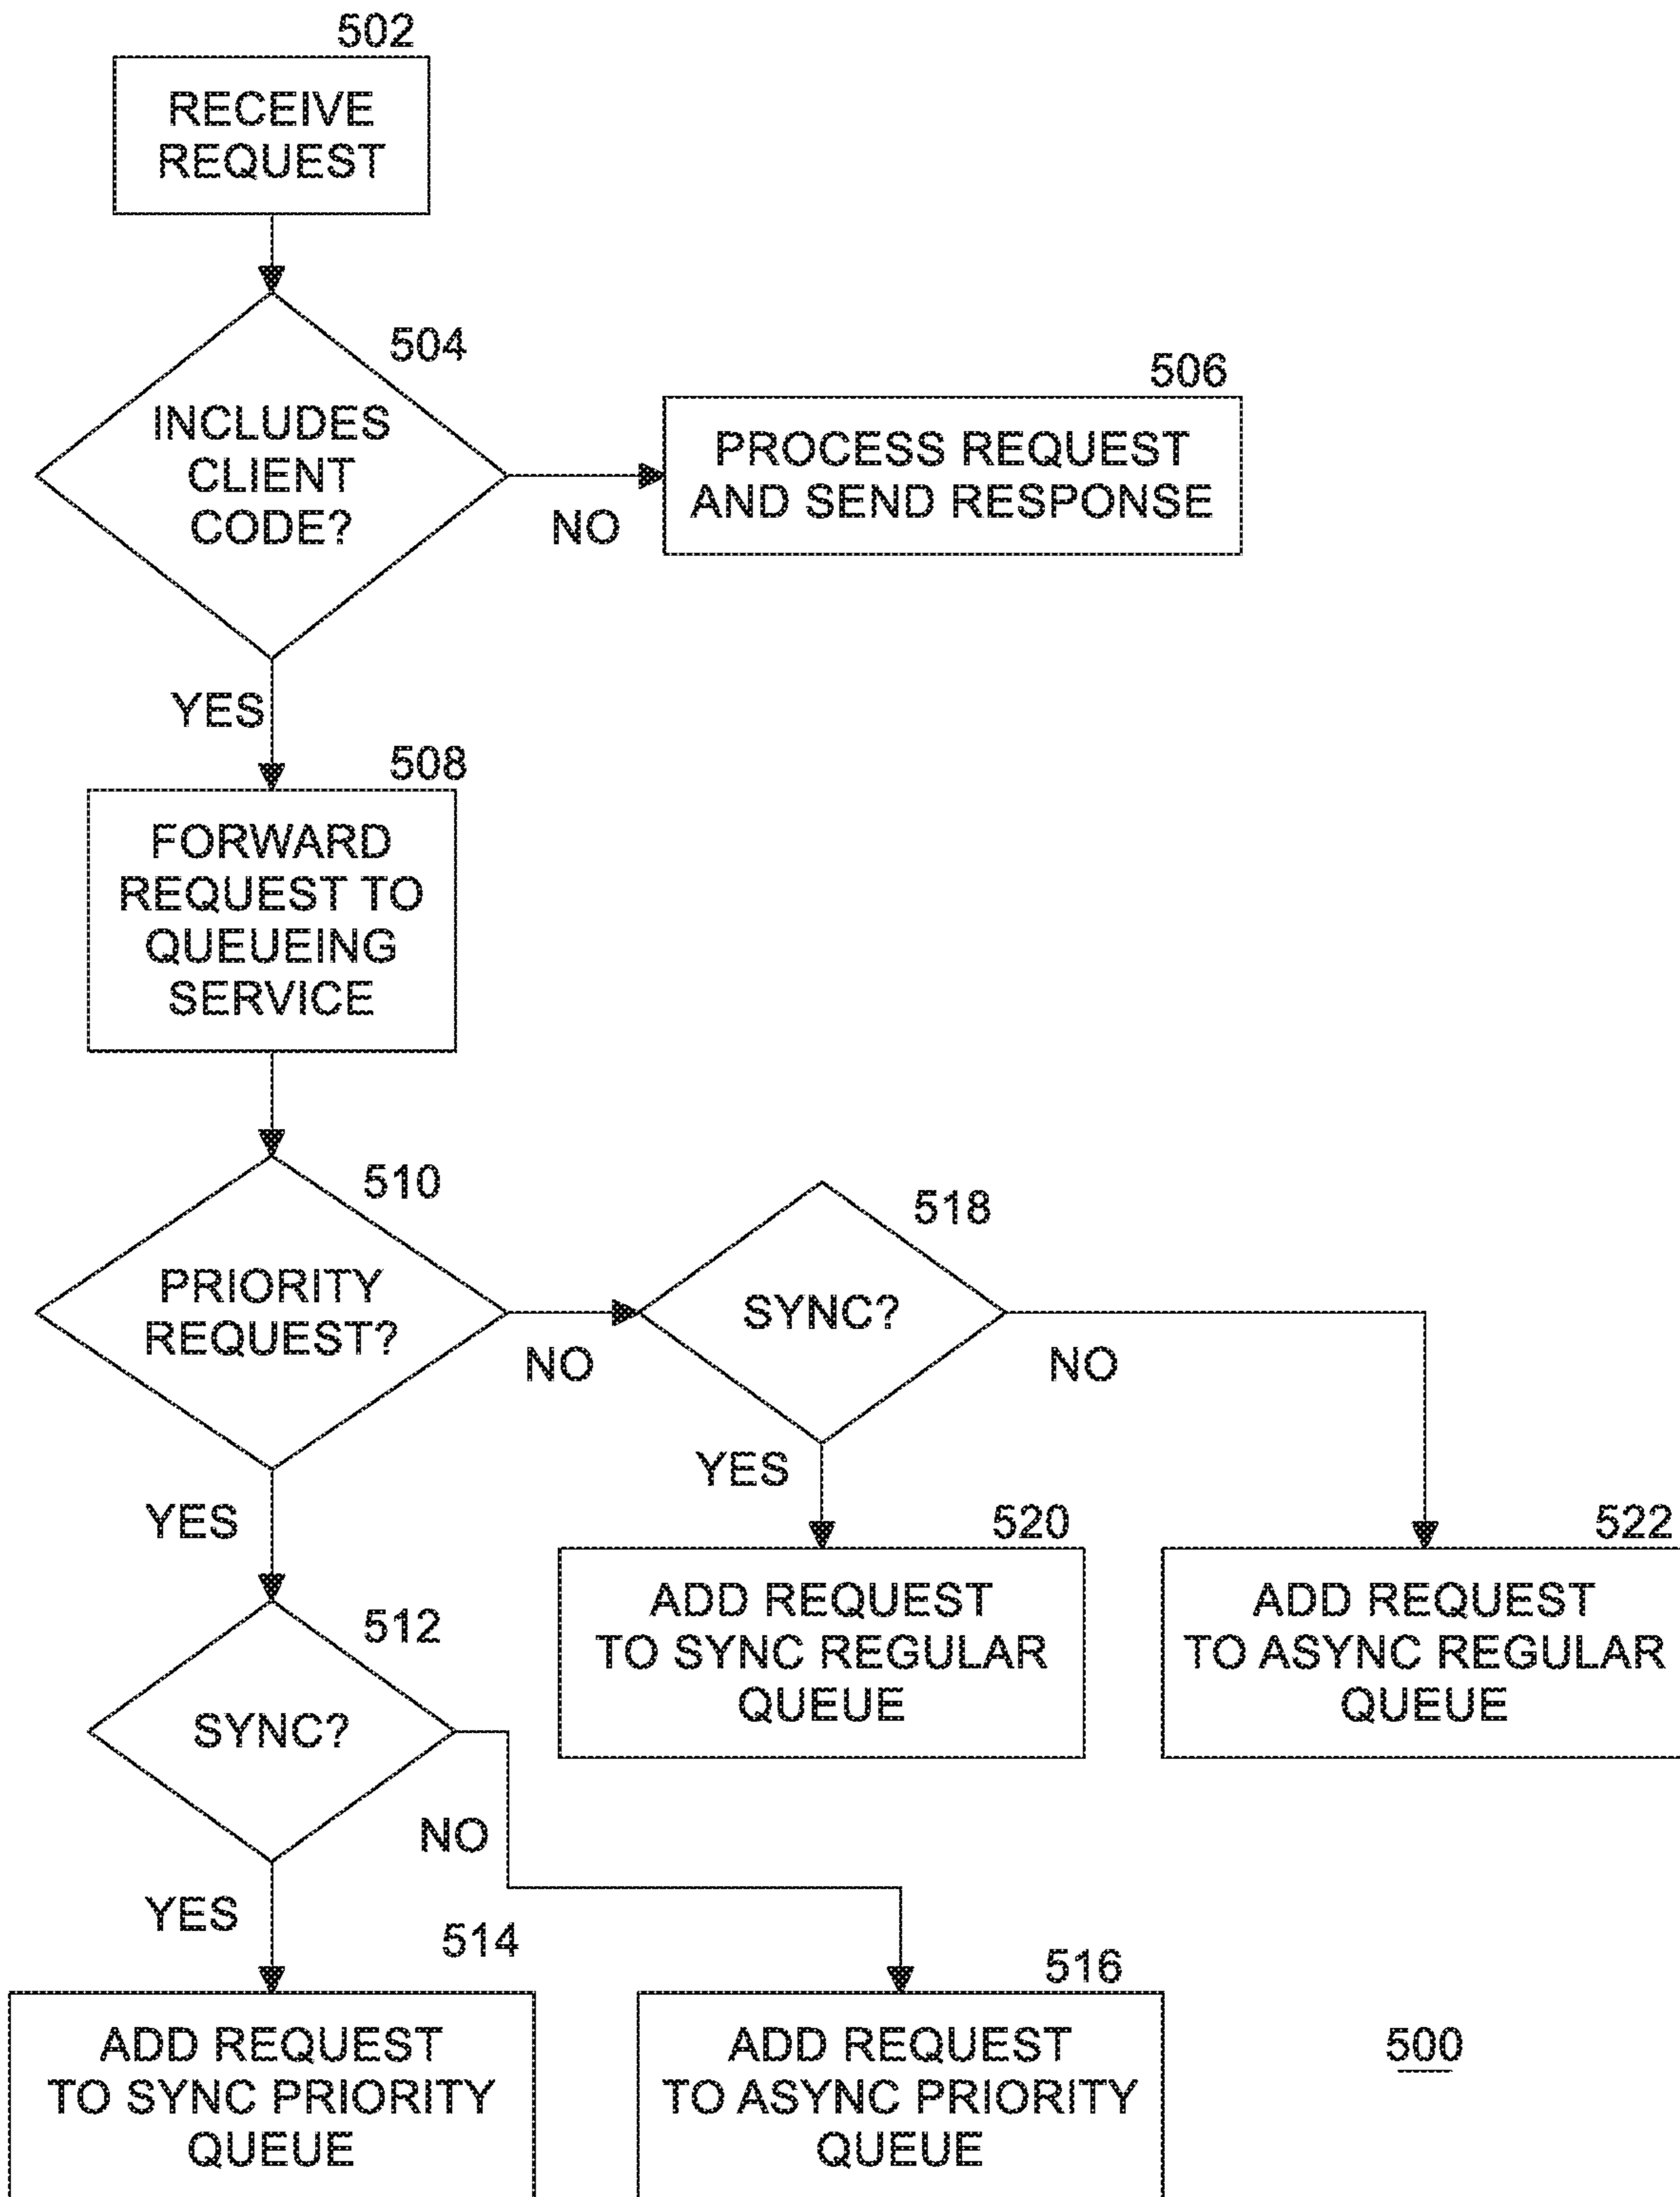 502
RECEIVE
REQUEST
504
INCLUDES
CLIENT
CODE?
NO
506
PROCESS REQUEST
AND SEND RESPONSE
YES
508
FORWARD
REQUEST TO
QUEUEING
SERVICE
510
PRIORITY
REQUEST?
NO
518
SYNC?
NO
YES
YES
520
ADD REQUEST
TO SYNC REGULAR
QUEUE
522
ADD REQUEST
TO ASYNC REGULAR
QUEUE
512
SYNC?
NO
YES
514
ADD REQUEST
TO SYNC PRIORITY
QUEUE
516
ADD REQUEST
TO ASYNC PRIORITY
QUEUE
500